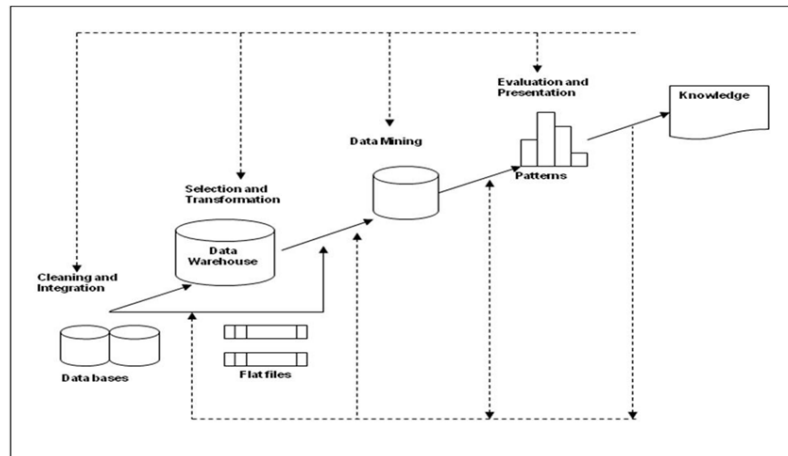 Evaluation and
Presentation
Knowledge
Data Mining
Patterns
Selection and
Transformation
Data
Warehouse
Cleaning and
Integration
Data bases
Flat files